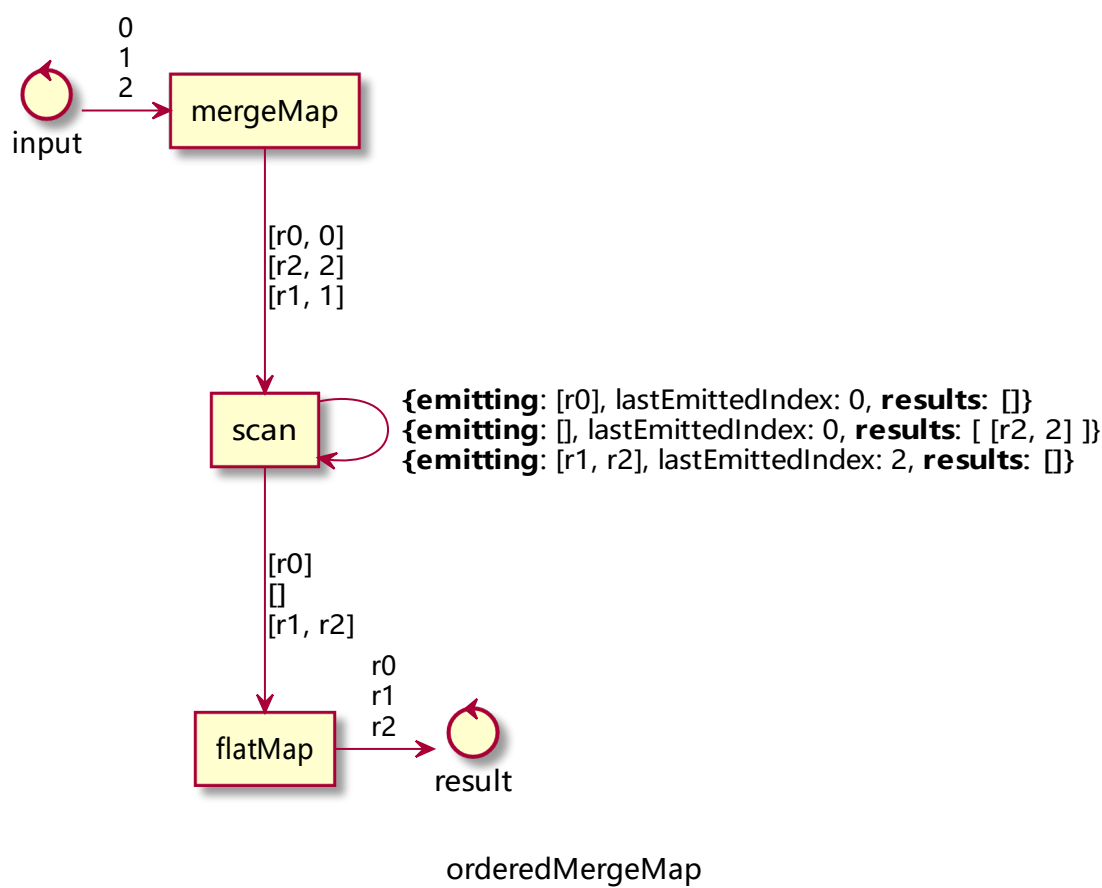 0
1
2
input
mergeMap
[r0, 0]
[r2, 2]
[r1, 1]
scan
{emitting: [r0], lastEmittedIndex: 0, results: []}
{emitting: [], lastEmittedIndex: 0, results: [ [r2, 2] ]}
{emitting: [r1, r2], lastEmittedIndex: 2, results: []}
[r0]
[]
[r1, r2]
flatMap
r0
r1
r2
result
orderedMergeMap